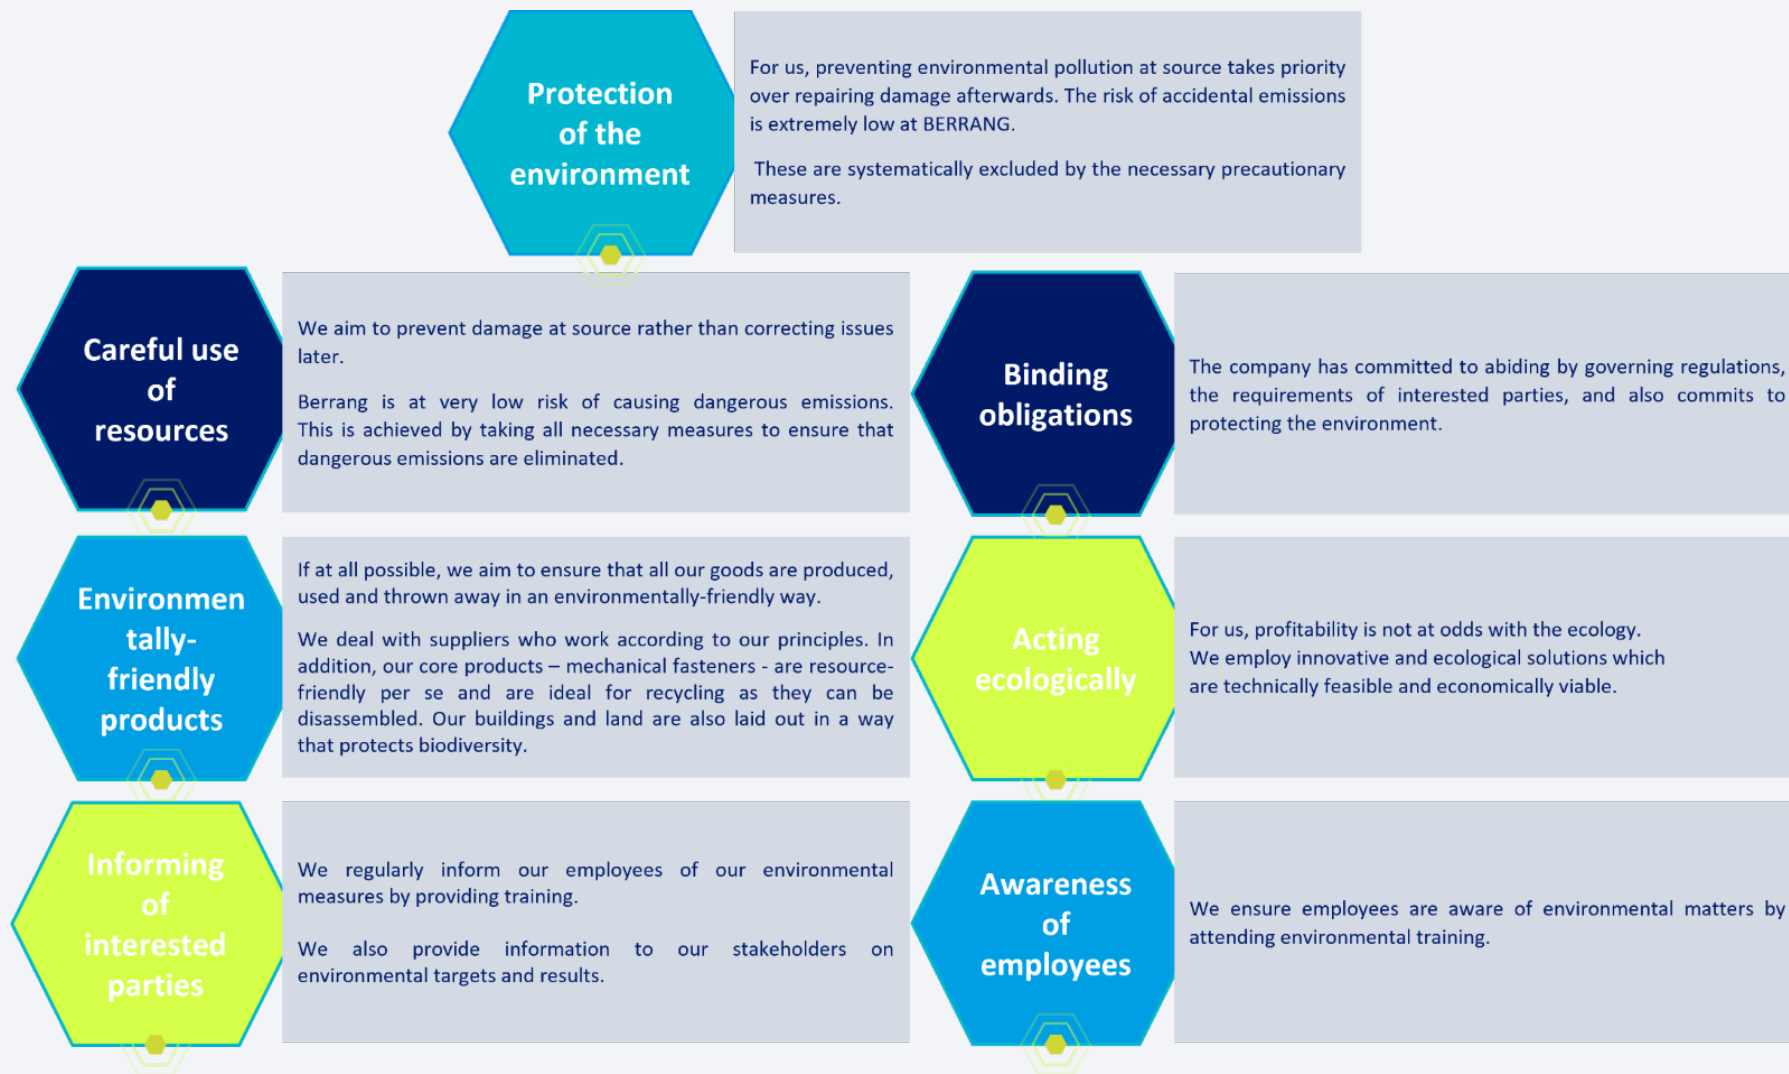 Protection
of the
environment
For us, preventing environmental pollution at source takes priority
over repairing damage afterwards. The risk of accidental emissions
is extremely low at BERRANG.
These are systematically excluded by the necessary precautionary
measures.
Careful use
of
resources
We aim to prevent damage at source rather than correcting issues
later.
Berrang is at very low risk of causing dangerous emissions.
This is achieved by taking all necessary measures to ensure that
dangerous emissions are eliminated.
Binding
obligations
The company has committed to abiding by governing regulations,
the requirements of interested parties, and also commits to
protecting the environment.
Environmen
tally-
friendly
products
If at all possible, we aim to ensure that all our goods are produced,
used and thrown away in an environmentally-friendly way.
We deal with suppliers who work according to our principles. In
addition, our core products – mechanical fasteners - are resource-
friendly per se and are ideal for recycling as they can be
disassembled. Our buildings and land are also laid out in a way
that protects biodiversity.
Acting
ecologically
For us, profitability is not at odds with the ecology.
We employ innovative and ecological solutions which
are technically feasible and economically viable.
Informing
of
interested
parties
We regularly inform our employees of our environmental
measures by providing training.
We also provide information to our stakeholders on
environmental targets and results.
Awareness
of
employees
We ensure employees are aware of environmental matters by
attending environmental training.